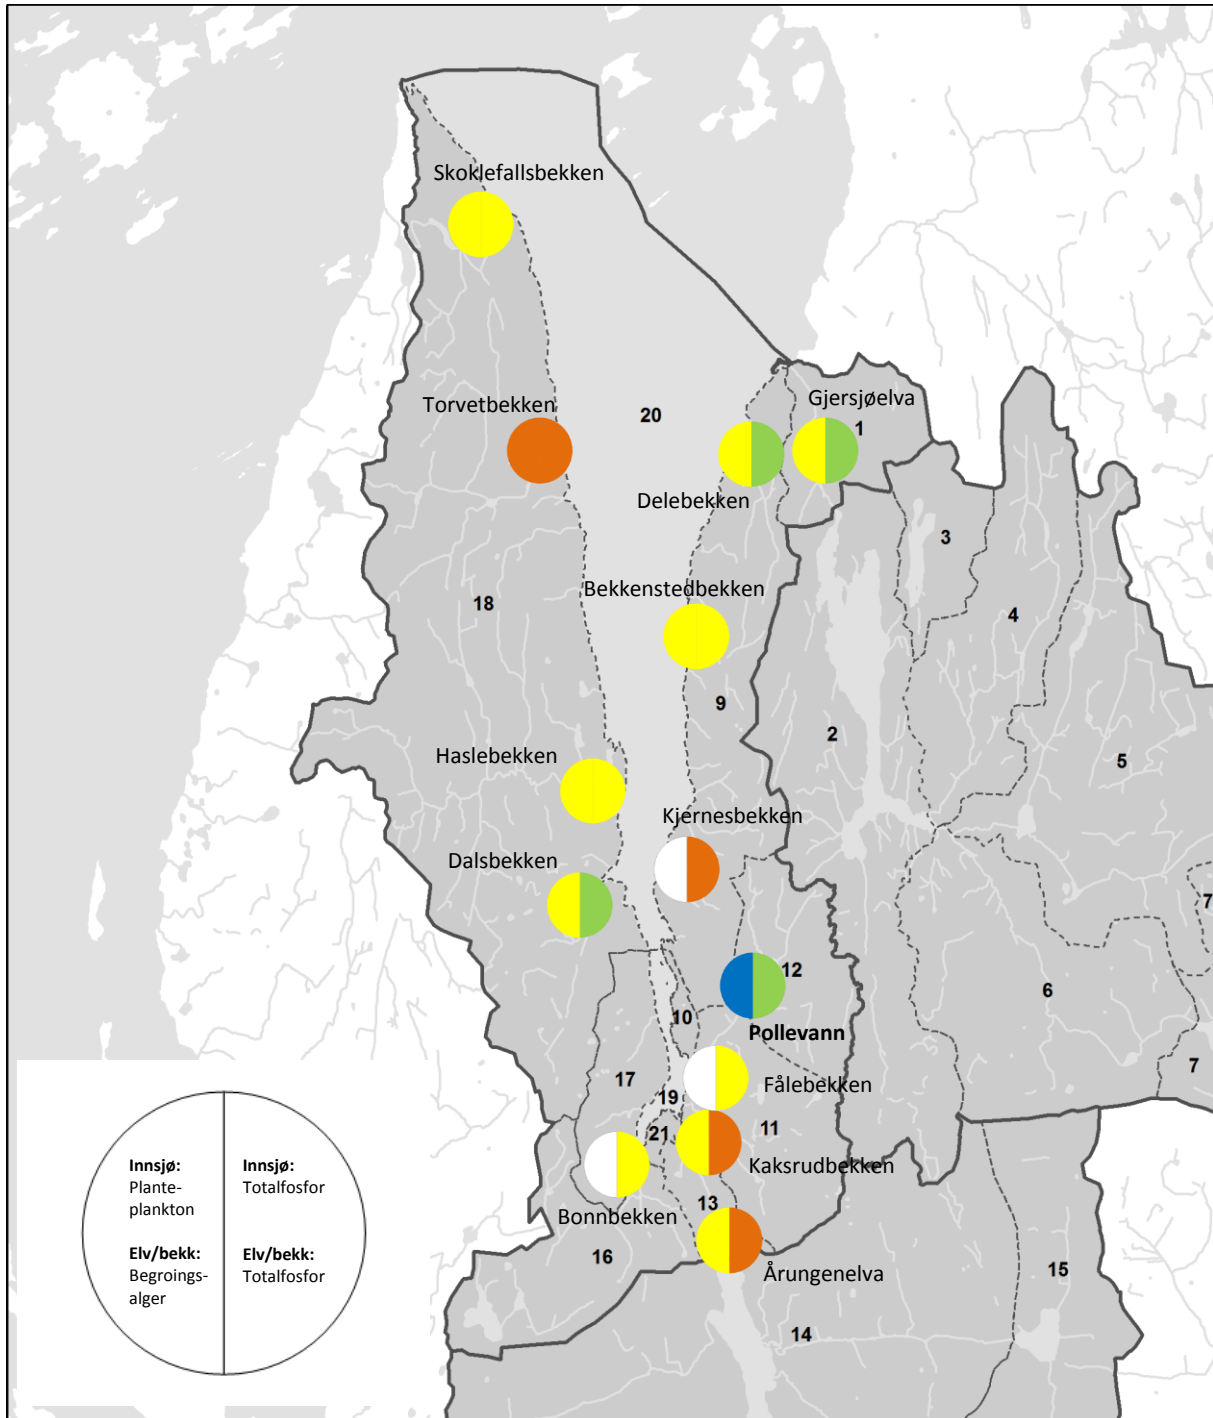 Skoklefallsbekken
Torvetbekken
20
Gjersjøelva
1
Delebekken
3
Bekkenstedbekken
18
4
9
2
5
Haslebekken
Kjernesbekken
Dalsbekken
7
12
6
10
Pollevann
17
Fålebekken
7
19
21
11
Kaksrudbekken
13
Bonnbekken
16
Årungenelva
15
14
Innsjø:
Plante-
plankton
Elv/bekk:
Begroings-
alger
Innsjø:
Totalfosfor
Elv/bekk:
Totalfosfor